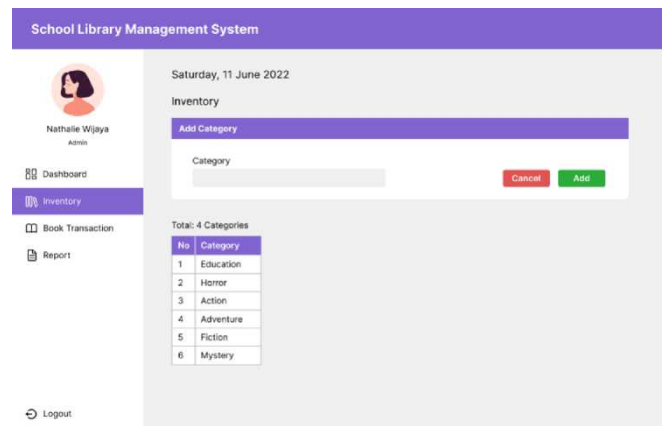 School Library Management System
Nathalie Wijaya
Admin
Dashboard
Inventory
Book Transaction
Report
Logout
Saturday, 11 June 2022
Inventory
Add Category
Category
Cancel Add
Total: 4 Categories
No Category
1 Education
2 Horror
3 Action
4 Adventure
5 Fiction
6 Mystery